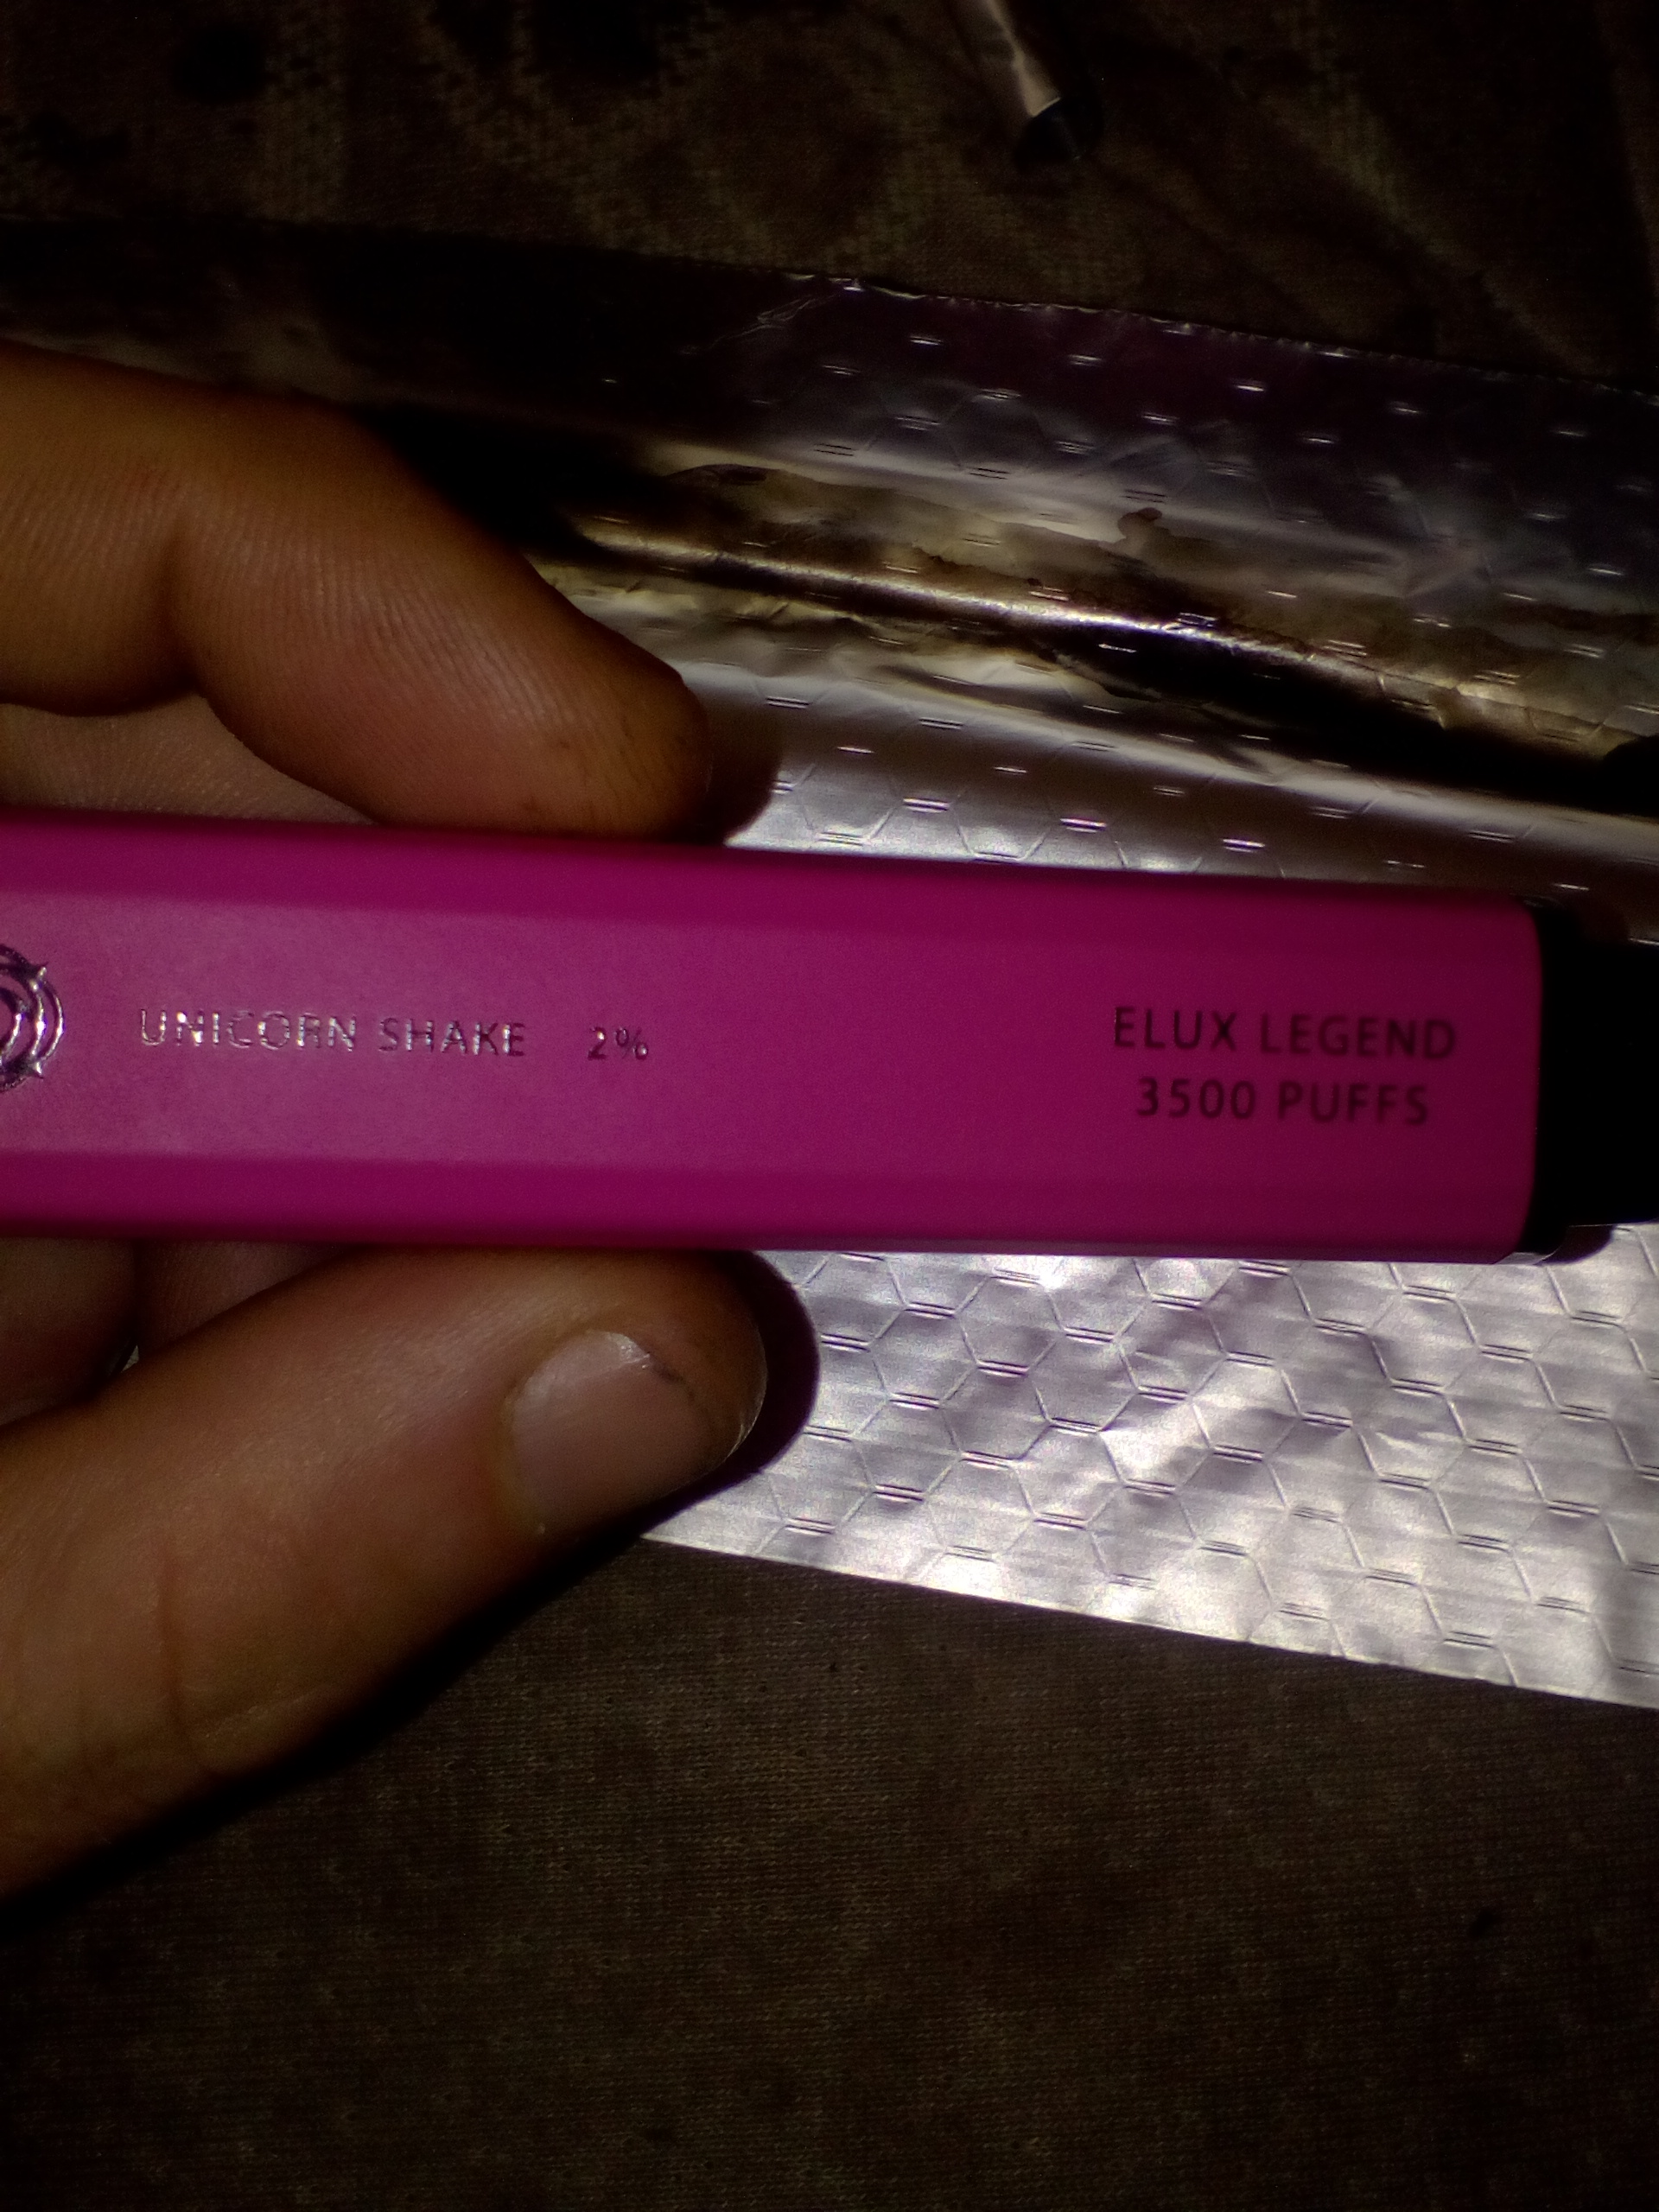 UNICORN SHAKE 2%
ELUX LEGEND
3500 PUFFS